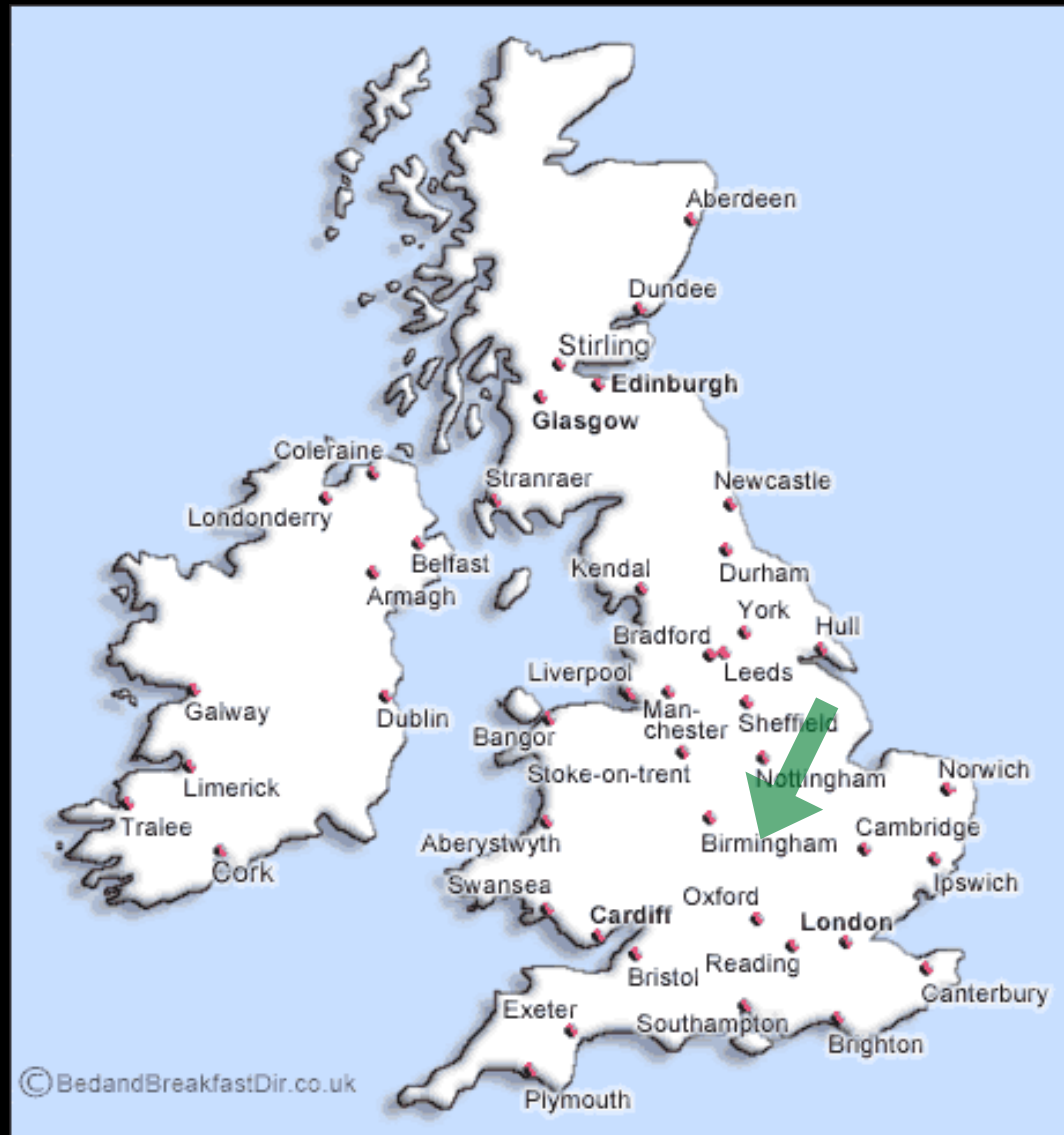 Aberdeen
Dundee
Stirling
Edinburgh
Glasgow
Coleraine
Stranraer
Newcastle
Londonderry
Belfast
Kendal
Durham
Armagh
York
Bradford
Hull
Liverpool
Leeds
Galway
Dublin
Man-
chester
Sheffield
Bangor
Stoke-on-trent
Nottingham
Norwich
Limerick
Tralee
Aberystwyth
Birmingham
Cambridge
Cork
Swansea
Ipswich
Oxford
Cardiff
London
Bristol
Reading
Canterbury
Exeter
Southampton
Brighton
©BedandBreakfastDir.co.uk
Plymouth